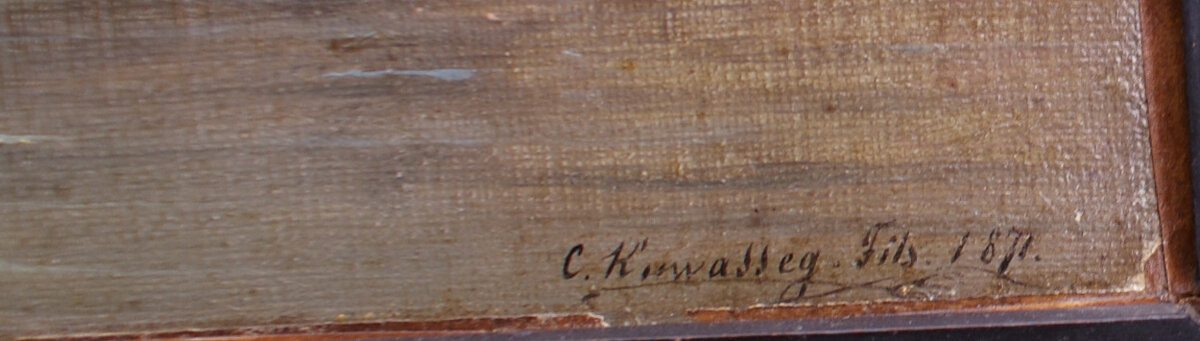 C. Kuwasseg. Fils. 1871.